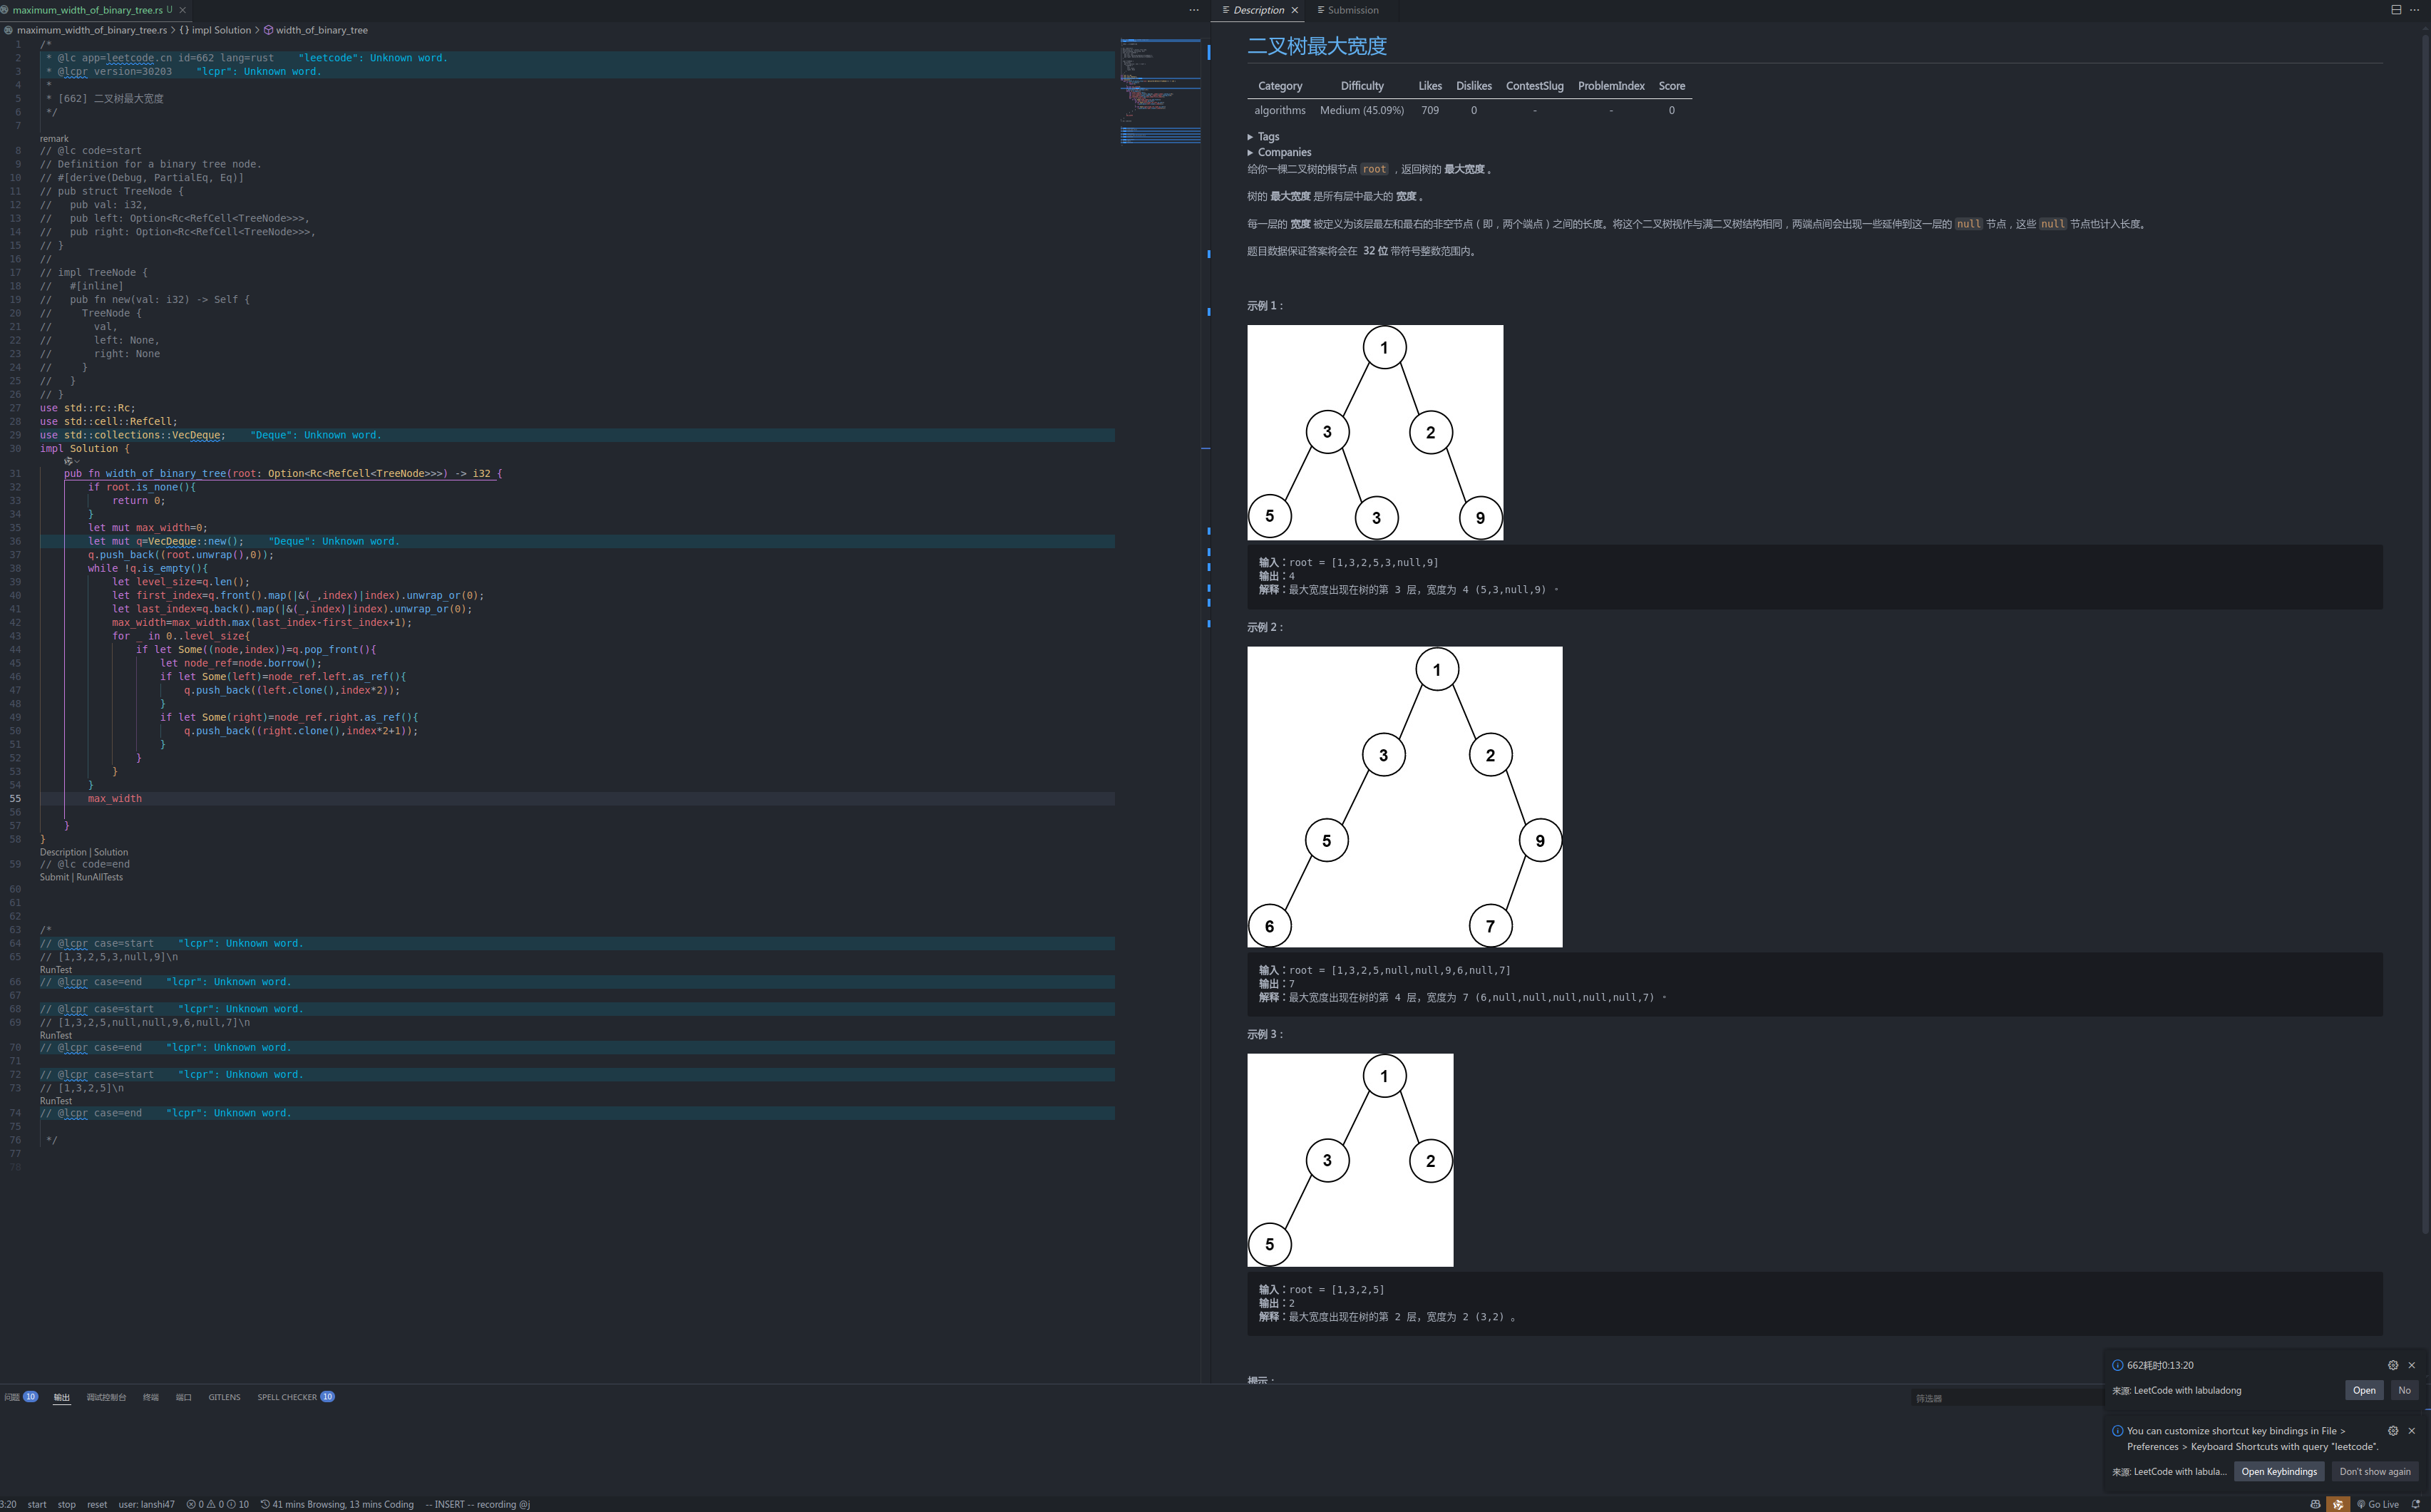 maximum_width_of_binary_tree.rs U
maximum_width_of_binary_tree.rs > {} impl Solution > width_of_binary_tree
1 /*
2 * @lc app=leetcode.cn id=662 lang=rust "leetcode": Unknown word.
3 * @lcpr version=30203 "lcpr": Unknown word.
4 *
5 * [662] 二叉树最大宽度
6 */
7
remark
8 // @lc code=start
9 // Definition for a binary tree node.
10 // #[derive(Debug, PartialEq, Eq)]
11 // pub struct TreeNode {
12 //   pub val: i32,
13 //   pub left: Option<Rc<RefCell<TreeNode>>>,
14 //   pub right: Option<Rc<RefCell<TreeNode>>>,
15 // }
16 //
17 // impl TreeNode {
18 //   #[inline]
19 //   pub fn new(val: i32) -> Self {
20 //     TreeNode {
21 //       val,
22 //       left: None,
23 //       right: None
24 //     }
25 //   }
26 // }
27 use std::rc::Rc;
28 use std::cell::RefCell;
29 use std::collections::VecDeque; "Deque": Unknown word.
30 impl Solution {
31     pub fn width_of_binary_tree(root: Option<Rc<RefCell<TreeNode>>>) -> i32 {
32         if root.is_none(){
33             return 0;
34         }
35         let mut max_width=0;
36         let mut q=VecDeque::new(); "Deque": Unknown word.
37         q.push_back((root.unwrap(),0));
38         while !q.is_empty(){
39             let level_size=q.len();
40             let first_index=q.front().map(|&(_,index)|index).unwrap_or(0);
41             let last_index=q.back().map(|&(_,index)|index).unwrap_or(0);
42             max_width=max_width.max(last_index-first_index+1);
43             for _ in 0..level_size{
44                 if let Some((node,index))=q.pop_front(){
45                     let node_ref=node.borrow();
46                     if let Some(left)=node_ref.left.as_ref(){
47                         q.push_back((left.clone(),index*2));
48                     }
49                     if let Some(right)=node_ref.right.as_ref(){
50                         q.push_back((right.clone(),index*2+1));
51                     }
52                 }
53             }
54         }
55         max_width
56
57     }
58 }
Description | Solution
59 // @lc code=end
Submit | RunAllTests
60
61
62
63 /*
64 // @lcpr case=start "lcpr": Unknown word.
65 // [1,3,2,5,3,null,9]\n
RunTest
66 // @lcpr case=end "lcpr": Unknown word.
67
68 // @lcpr case=start "lcpr": Unknown word.
69 // [1,3,2,5,null,null,9,6,null,7]\n
RunTest
70 // @lcpr case=end "lcpr": Unknown word.
71
72 // @lcpr case=start "lcpr": Unknown word.
73 // [1,3,2,5]\n
RunTest
74 // @lcpr case=end "lcpr": Unknown word.
75
76 */
77
78
Description Submission
二叉树最大宽度
Category Difficulty Likes Dislikes ContestSlug ProblemIndex Score
algorithms Medium (45.09%) 709 0 - - 0
Tags
Companies
给你一棵二叉树的根节点 root ，返回树的 最大宽度 。
树的 最大宽度 是所有层中最大的 宽度 。
每一层的 宽度 被定义为该层最左和最右的非空节点（即，两个端点）之间的长度。将这个二叉树视作与满二叉树结构相同，两端点间会出现一些延伸到这一层的 null 节点，这些 null 节点也计入长度。
题目数据保证答案将会在 32 位 带符号整数范围内。
示例 1：
1
3 2
5 3 9
输入：root = [1,3,2,5,3,null,9]
输出：4
解释：最大宽度出现在树的第 3 层，宽度为 4 (5,3,null,9) 。
示例 2：
1
3 2
5 9
6 7
输入：root = [1,3,2,5,null,null,9,6,null,7]
输出：7
解释：最大宽度出现在树的第 4 层，宽度为 7 (6,null,null,null,null,null,7) 。
示例 3：
1
3 2
5
输入：root = [1,3,2,5]
输出：2
解释：最大宽度出现在树的第 2 层，宽度为 2 (3,2) 。
提示：
问题 10 输出 调试控制台 终端 端口 GITLENS SPELL CHECKER 10
筛选器
662耗时0:13:20
来源: LeetCode with labuladong
Open No
You can customize shortcut key bindings in File >
Preferences > Keyboard Shortcuts with query "leetcode".
来源: LeetCode with labula...
Open Keybindings Don't show again
3:20 start stop reset user: lanshi47 0 0 10 41 mins Browsing, 13 mins Coding -- INSERT -- recording @j
Go Live